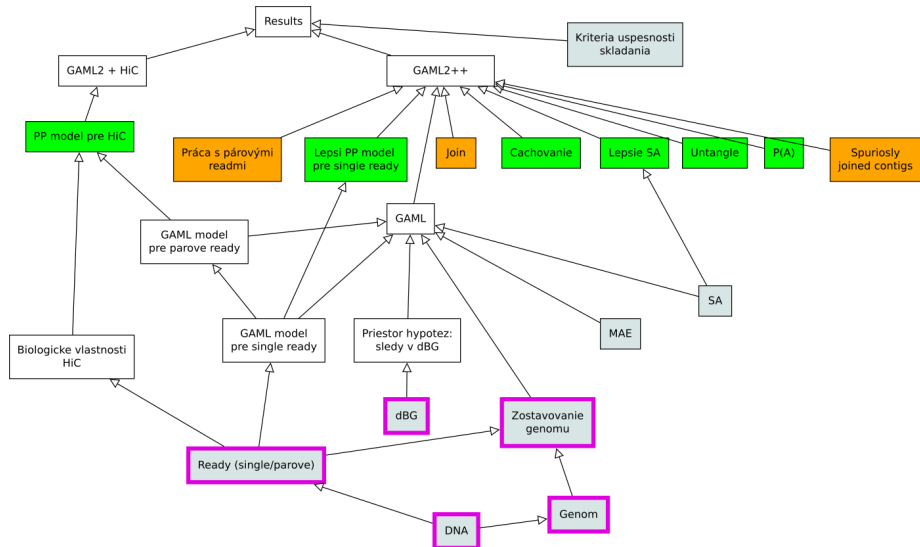 Results
Kriteria uspesnosti
skladania
GAML2 + HiC
GAML2++
PP model pre HiC
Práca s párovými
readmi
Lepsi PP model
pre single ready
Join
Cachovanie
Lepsie SA
Untangle
P(A)
Spuriosly
joined contigs
GAML model
pre parove ready
GAML
SA
Biologicke vlastnosti
HiC
GAML model
pre single ready
Priestor hypotez:
sledy v dBG
MAE
dBG
Zostavovanie
genomu
Ready (single/parove)
DNA
Genom